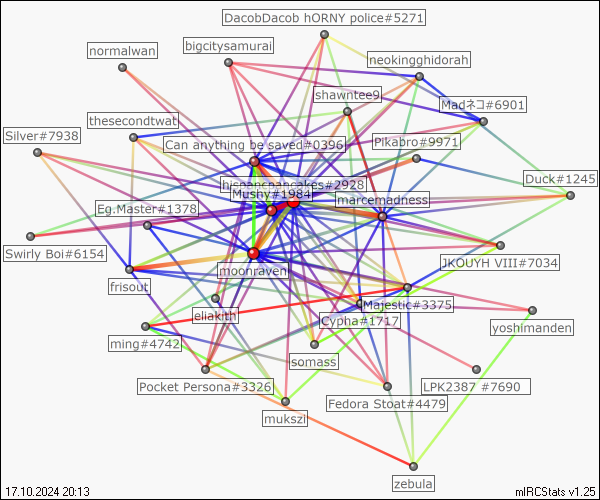 DacobDacob hORNY police#5271
bigcitysamurai
normalwan
neokingghidorah
shawntee9
Madネコ#6901
thesecondtwat
Silver#7938
Can anything be saved#0396
Pikabro#9971
hispancpancakes#2928
Duck#1245
Mushy#1984
marcemadness
Eg.Master#1378
Swirly Boi#6154
JKOUYH VIII#7034
moonraven
frisout
Majestic#3375
eliakith
Cypha#1717
yoshimanden
ming#4742
somass
Pocket Persona#3326
LPK2387 #7690
Fedora Stoat#4479
mukszi
zebula
17.10.2024 20:13
mIRCStats v1.25